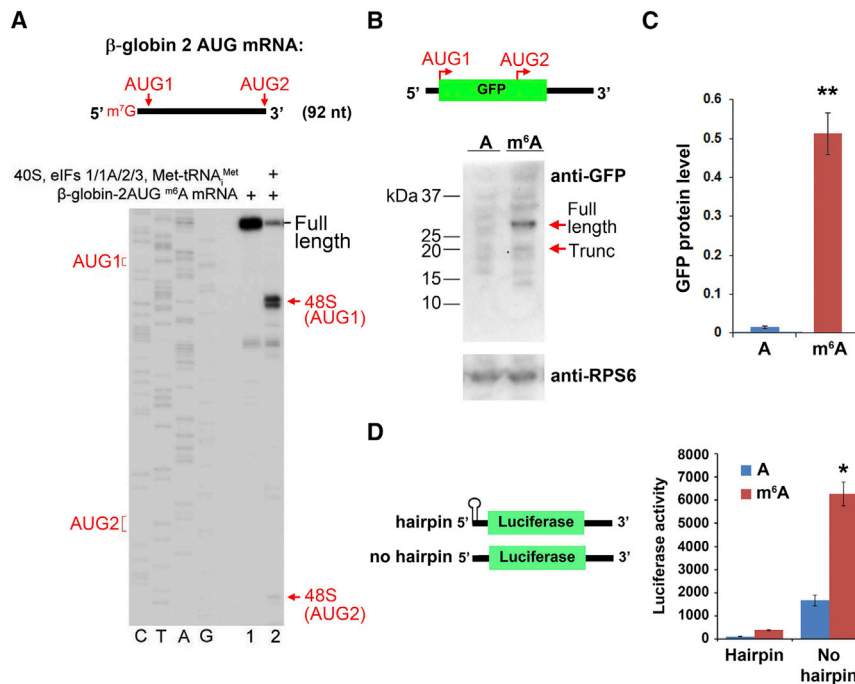 A
β-globin 2 AUG mRNA:
AUG1 AUG2
5' m⁷G 3' (92 nt)
40S, eIFs 1/1A/2/3, Met-tRNAᵢᴹᵉᵗ +
β-globin-2AUG ᵐ⁶A mRNA + +
Full
length
AUG1
48S
(AUG1)
AUG2
48S
(AUG2)
C T A G 1 2
B
AUG1 AUG2
5' GFP 3'
A m⁶A
anti-GFP
kDa 37
Full
length
25
20
Trunc
15
10
anti-RPS6
C
GFP protein level
0.6
0.5
0.4
0.3
0.2
0.1
0
**
A m⁶A
D
hairpin 5' Luciferase 3'
no hairpin 5' Luciferase 3'
Luciferase activity
8000
7000
6000
5000
4000
3000
2000
1000
0
A
m⁶A
*
Hairpin No
hairpin